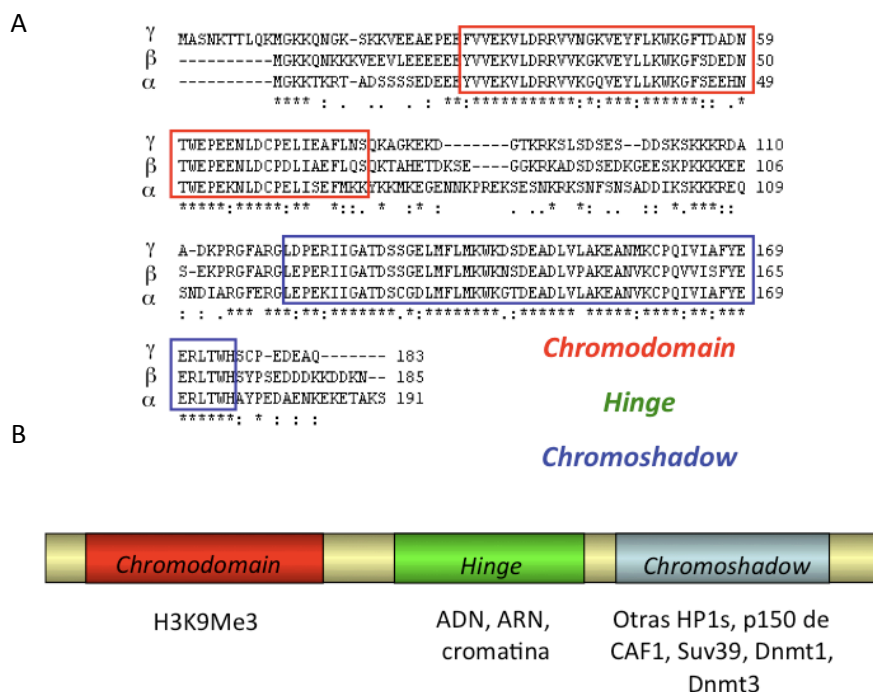 A
γ MASNKTTLQKMGKKQNGK-SKKVEEAEPEEFVVEKVLDRRVVNGKVEYFLKWKGFTDADN 59
β ----------MGKKQNKKKVEEVLEEEEEEYVVEKVLDRRVVKGKVEYLLKWKGFSDEDN 50
α ----------MGKKTKRT-ADSSSSEDEEEYVVEKVLDRRVVKGQVEYLLKWKGFSEEHN 49
**** : . . . : **:***********:*:***:******:: .*
γ TWEPEENLDCPELIEAFLNSQKAGKEKD-------GTKRKSLSDSES--DDSKSKKKRDA 110
β TWEPEENLDCPDLIAEFLQSQKTAHETDKSE----GGKRKADSDSEDKGEESKPKKKKEE 106
α TWEPEKNLDCPELISEFMKKYKKMKEGENNKPREKSESNKRKSNFSNSADDIKSKKKREQ 109
*****:*****:** *::. * :* : . ..* *: .. :: *.***::
γ A-DKPRGFARGLDPERIIGATDSSGELMFLMKWKDSDEADLVLAKEANMKCPQIVIAFYE 169
β S-EKPRGFARGLEPERIIGATDSSGELMFLMKWKNSDEADLVPAKEANVKCPQVVISFYE 165
α SNDIARGFERGLEPEKIIGATDSCGDLMFLMKWKGTDEADLVLAKEANVKCPQIVIAFYE 169
: : .*** ***:**:*******.*:********.:****** *****:****:**:***
γ ERLTWHSCP-EDEAQ------- 183
β ERLTWHSYPSEDDDKKDDKN-- 185
α ERLTWHAYPEDAENKEKETAKS 191
******: * : : :
Chromodomain
Hinge
Chromoshadow
B
Chromodomain Hinge Chromoshadow
H3K9Me3
ADN, ARN,
cromatina
Otras HP1s, p150 de
CAF1, Suv39, Dnmt1,
Dnmt3